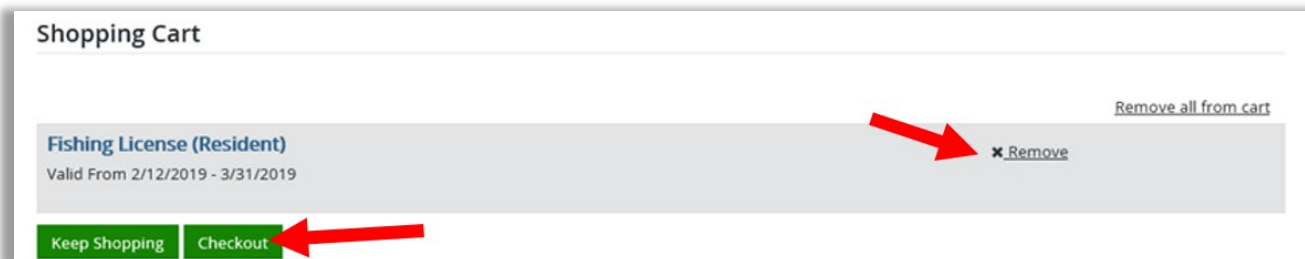 Shopping Cart
Remove all from cart
Fishing License (Resident)
✖ Remove
Valid From 2/12/2019 - 3/31/2019
Keep Shopping Checkout